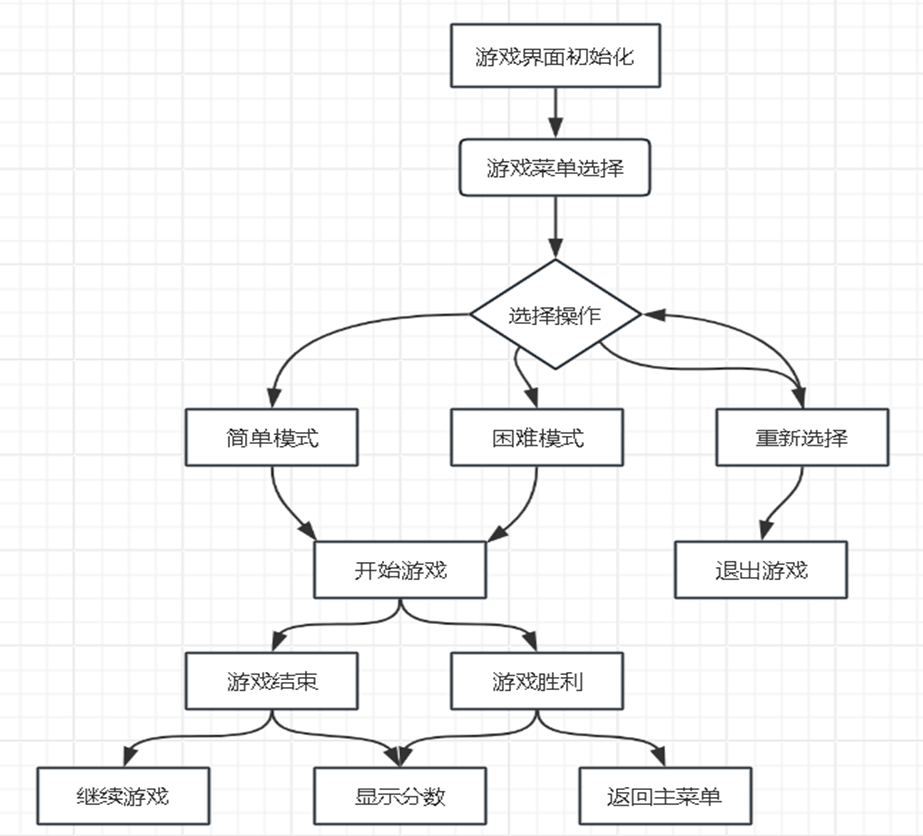 游戏界面初始化
游戏菜单选择
选择操作
简单模式
困难模式
重新选择
开始游戏
退出游戏
游戏结束
游戏胜利
继续游戏
显示分数
返回主菜单